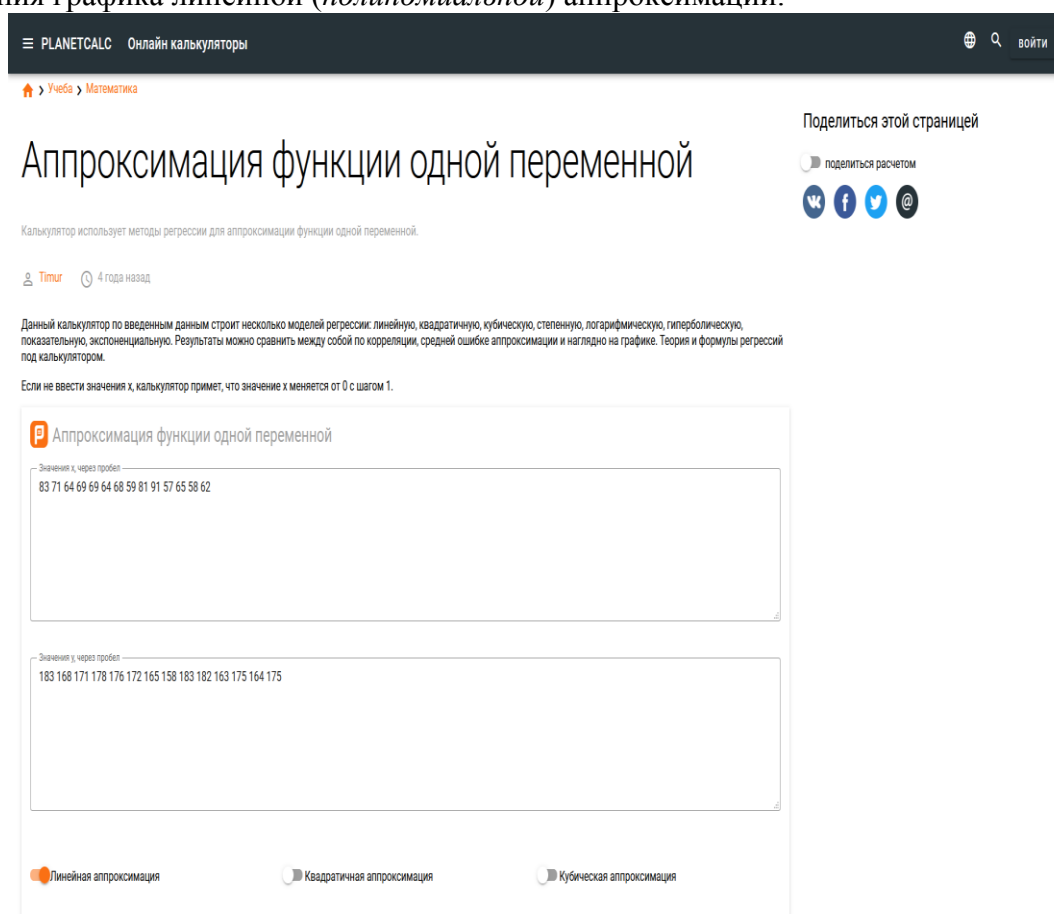 ния графика линейной (полиномиальной) аппроксимации.
PLANETCALC Онлайн калькуляторы
войти
Учеба > Математика
Поделиться этой страницей
Аппроксимация функции одной переменной
поделиться расчетом
Калькулятор использует методы регрессии для аппроксимации функции одной переменной.
Timur 4 года назад
Данный калькулятор по введенным данным строит несколько моделей регрессии: линейную, квадратичную, кубическую, степенную, логарифмическую, гиперболическую,
показательную, экспоненциальную. Результаты можно сравнить между собой по корреляции, средней ошибке аппроксимации и наглядно на графике. Теория и формулы регрессий
под калькулятором.
Если не ввести значения x, калькулятор примет, что значение x меняется от 0 с шагом 1.
Аппроксимация функции одной переменной
Значения x, через пробел
83 71 64 69 69 64 68 59 81 91 57 65 58 62
Значения y, через пробел
183 168 171 178 176 172 165 158 183 182 163 175 164 175
Линейная аппроксимация
Квадратичная аппроксимация
Кубическая аппроксимация